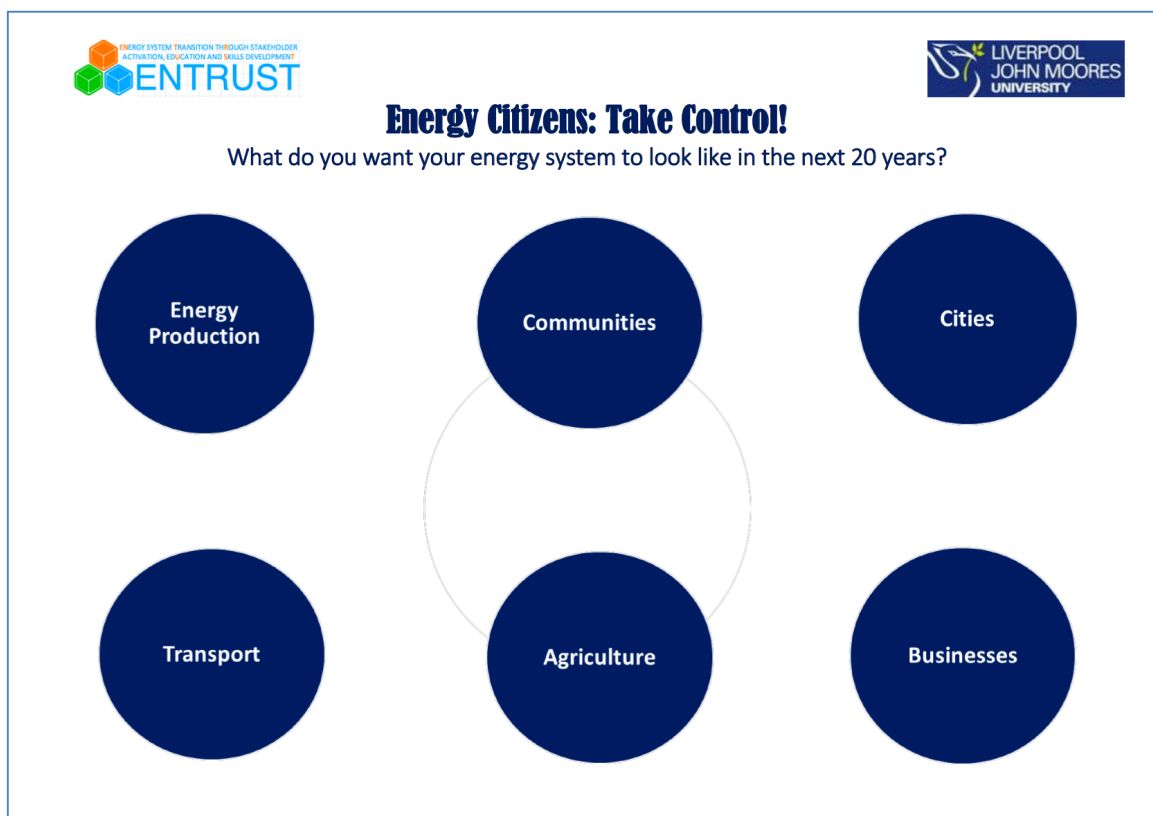 ENERGY SYSTEM TRANSITION THROUGH STAKEHOLDER
ACTIVATION, EDUCATION AND SKILLS DEVELOPMENT
ENTRUST
LIVERPOOL
JOHN MOORES
UNIVERSITY
Energy Citizens: Take Control!
What do you want your energy system to look like in the next 20 years?
Energy
Production
Communities
Cities
Transport
Agriculture
Businesses